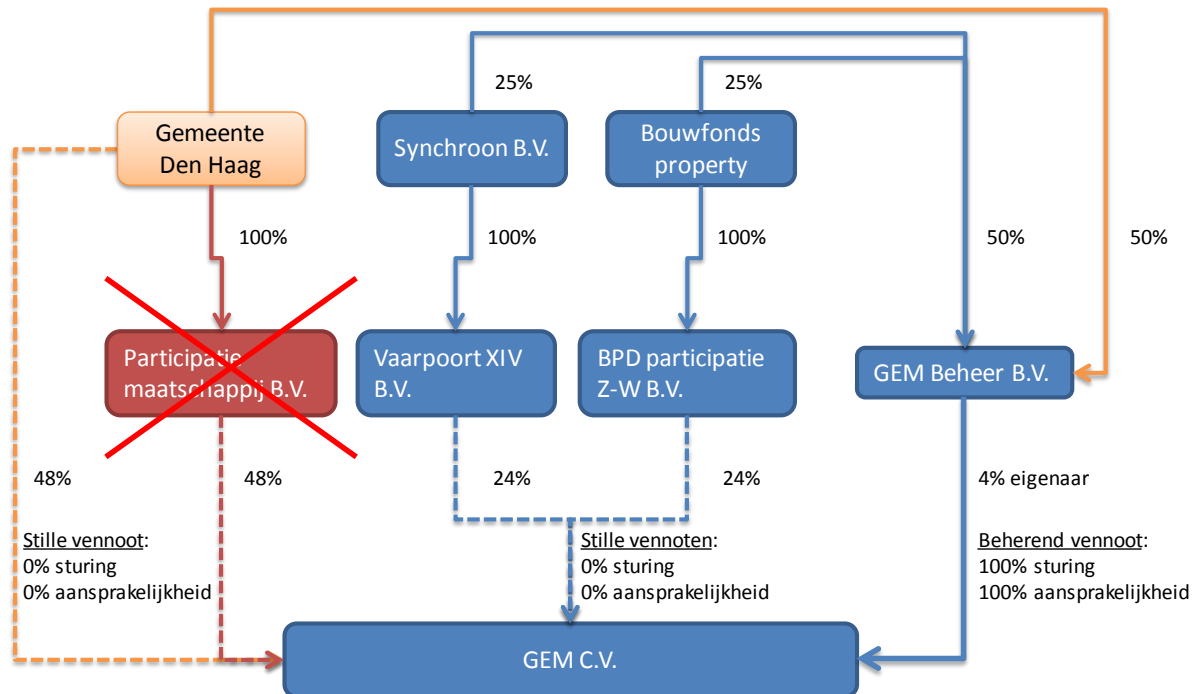 25%
25%
Gemeente
Den Haag
Synchroon B.V.
Bouwfonds
property
100%
100%
100%
50%
50%
Participatie
maatschappij B.V.
Vaarpoort XIV
B.V.
BPD participatie
Z-W B.V.
GEM Beheer B.V.
48%
48%
24%
24%
4% eigenaar
Stille vennoot:
0% sturing
0% aansprakelijkheid
Stille vennoten:
0% sturing
0% aansprakelijkheid
Beherend vennoot:
100% sturing
100% aansprakelijkheid
GEM C.V.